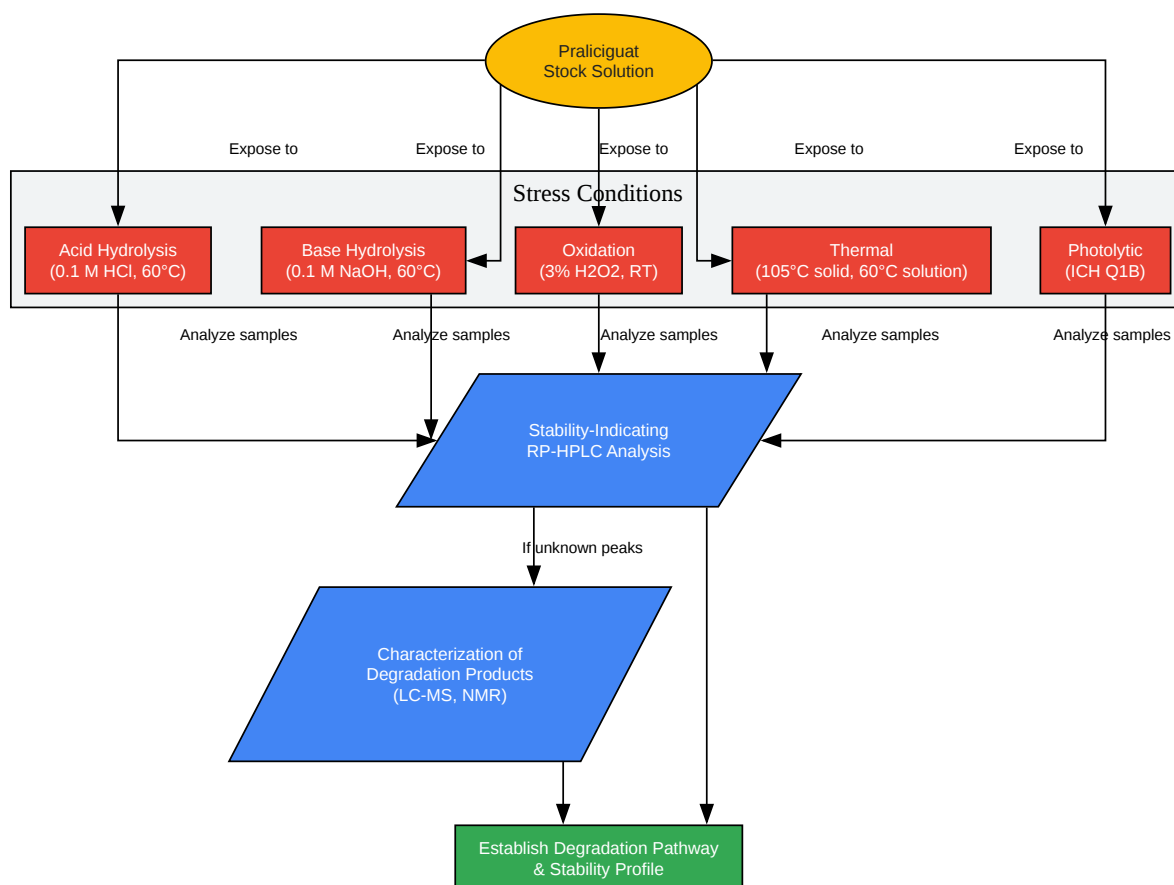 Praliciguat
Stock Solution
Expose to
Expose to
Expose to
Expose to
Expose to
Stress Conditions
Acid Hydrolysis
(0.1 M HCl, 60°C)
Base Hydrolysis
(0.1 M NaOH, 60°C)
Oxidation
(3% H2O2, RT)
Thermal
(105°C solid, 60°C solution)
Photolytic
(ICH Q1B)
Analyze samples
Analyze samples
Analyze samples
Analyze samples
Analyze samples
Stability-Indicating
RP-HPLC Analysis
If unknown peaks
Characterization of
Degradation Products
(LC-MS, NMR)
Establish Degradation Pathway
& Stability Profile